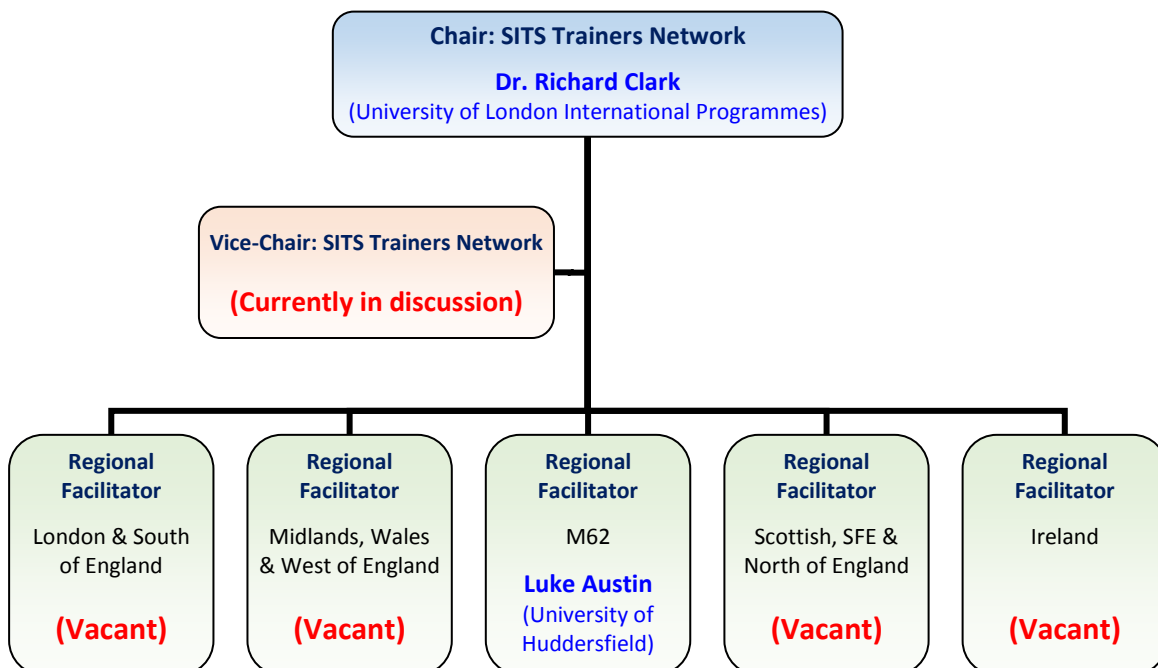 Chair: SITS Trainers Network
Dr. Richard Clark
(University of London International Programmes)
Vice-Chair: SITS Trainers Network
(Currently in discussion)
Regional
Facilitator
London & South
of England
(Vacant)
Regional
Facilitator
Midlands, Wales
& West of England
(Vacant)
Regional
Facilitator
M62
Luke Austin
(University of
Huddersfield)
Regional
Facilitator
Scottish, SFE &
North of England
(Vacant)
Regional
Facilitator
Ireland
(Vacant)